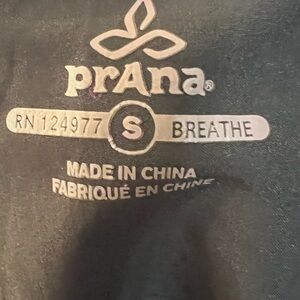 prAna®
RN 124977 S BREATHE
MADE IN CHINA
FABRIQUÉ EN CHINE